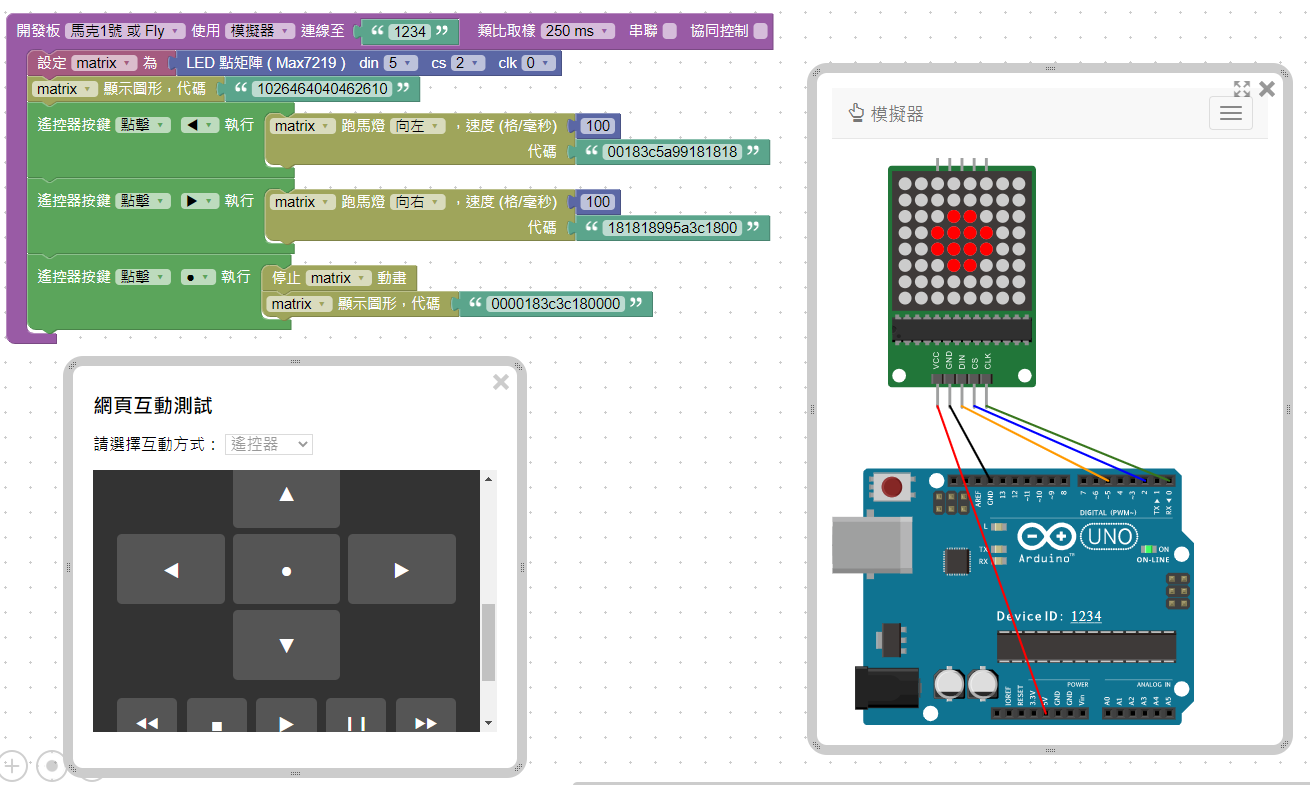 開發板 馬克1號 或 Fly 使用 模擬器 連線至 “ 1234 ” 類比取樣 250 ms 串聯 協同控制
設定 matrix 為 LED 點矩陣 ( Max7219 ) din 5 cs 2 clk 0
matrix 顯示圖形，代碼 “ 1026464040462610 ”
遙控器按鍵 點擊 ◀ 執行 matrix 跑馬燈 向左 ，速度 (格/毫秒) 100
代碼 “ 00183c5a99181818 ”
遙控器按鍵 點擊 ▶ 執行 matrix 跑馬燈 向右 ，速度 (格/毫秒) 100
代碼 “ 181818995a3c1800 ”
遙控器按鍵 點擊 ● 執行 停止 matrix 動畫
matrix 顯示圖形，代碼 “ 0000183c3c180000 ”
網頁互動測試
請選擇互動方式： 遙控器
模擬器
VCC GND DIN CS CLK
AREF GND 13 12 ~11 ~10 ~9 8 7 ~6 ~5 4 ~3 2 TX ▶ 1 RX ◀ 0
DIGITAL (PWM~)
L
TX
RX
Arduino™
UNO
ON
ON-LINE
Device ID: 1234
POWER
ANALOG IN
IOREF RESET 3.3V 5V GND GND Vin A0 A1 A2 A3 A4 A5